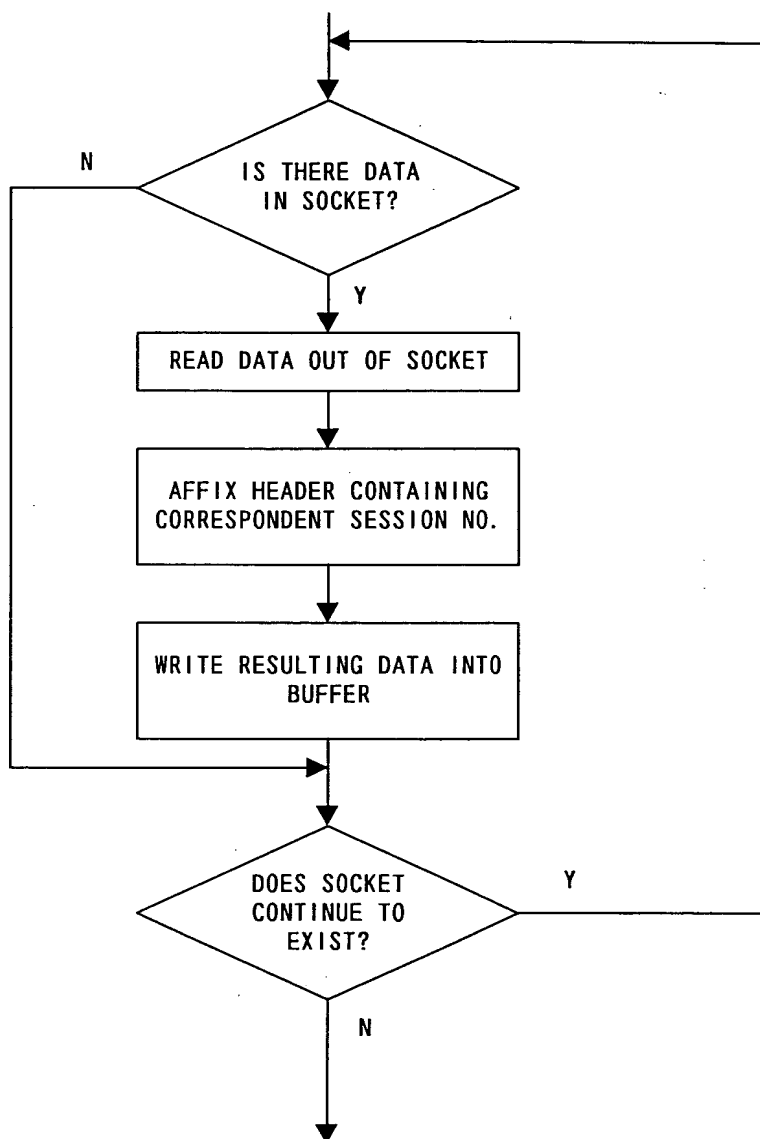 N
IS THERE DATA
IN SOCKET?
Y
READ DATA OUT OF SOCKET
AFFIX HEADER CONTAINING
CORRESPONDENT SESSION NO.
WRITE RESULTING DATA INTO
BUFFER
DOES SOCKET
CONTINUE TO
EXIST?
Y
N